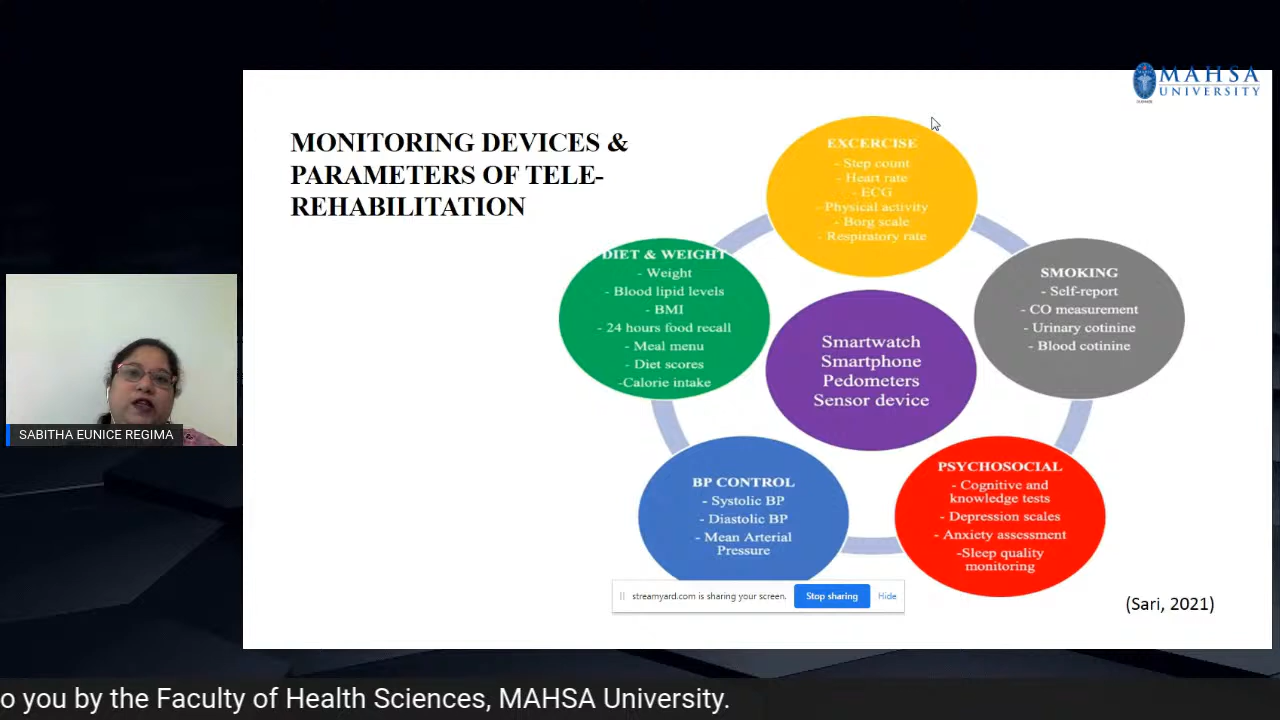 MAHSA
UNIVERSITY
MONITORING DEVICES &
PARAMETERS OF TELE-
REHABILITATION
EXCERCISE
- Step count
- Heart rate
- ECG
- Physical activity
- Borg scale
- Respiratory rate
DIET & WEIGHT
- Weight
- Blood lipid levels
- BMI
- 24 hours food recall
- Meal menu
- Diet scores
-Calorie intake
SMOKING
- Self-report
- CO measurement
- Urinary cotinine
- Blood cotinine
Smartwatch
Smartphone
Pedometers
Sensor device
BP CONTROL
- Systolic BP
- Diastolic BP
- Mean Arterial
Pressure
PSYCHOSOCIAL
- Cognitive and
knowledge tests
- Depression scales
- Anxiety assessment
-Sleep quality
monitoring
SABITHA EUNICE REGIMA
streamyard.com is sharing your screen.
Stop sharing
Hide
(Sari, 2021)
o you by the Faculty of Health Sciences, MAHSA University.